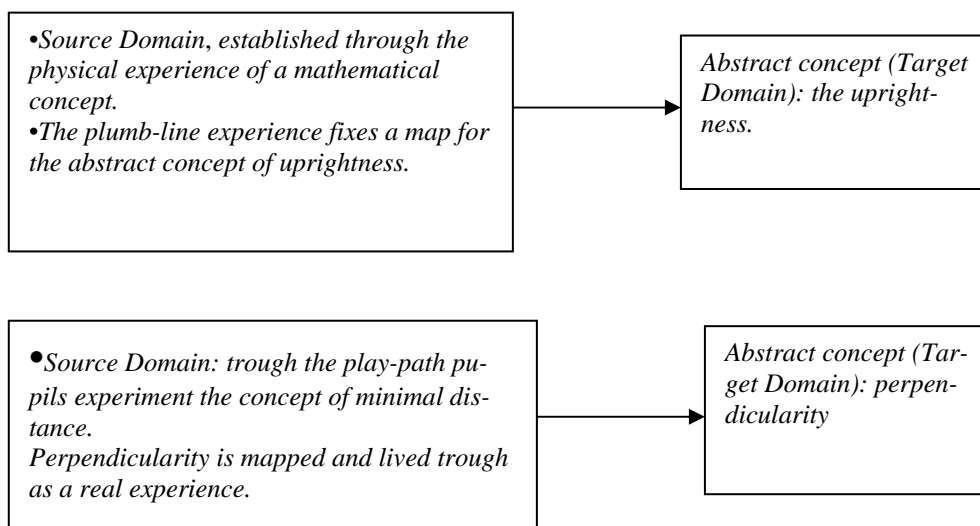 •Source Domain, established through the
physical experience of a mathematical
concept.
•The plumb-line experience fixes a map for
the abstract concept of uprightness.
Abstract concept (Target
Domain): the upright-
ness.
•Source Domain: trough the play-path pu-
pils experiment the concept of minimal dis-
tance.
Perpendicularity is mapped and lived trough
as a real experience.
Abstract concept (Tar-
get Domain): perpen-
dicularity